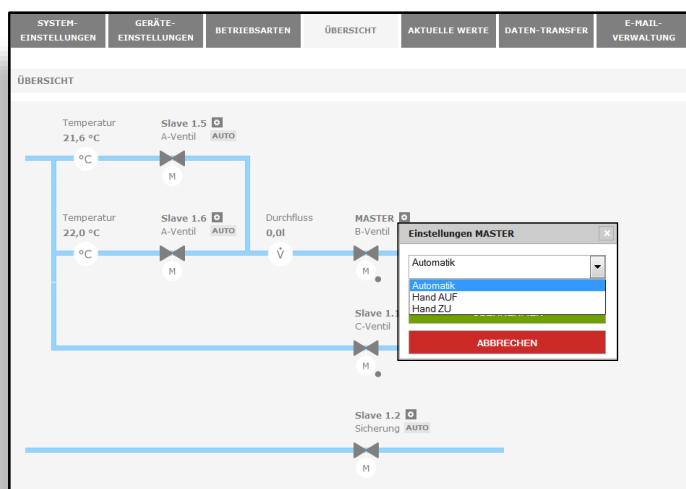 SYSTEM-
EINSTELLUNGEN
GERÄTE-
EINSTELLUNGEN
BETRIEBSARTEN
ÜBERSICHT
AKTUELLE WERTE
DATEN-TRANSFER
E-MAIL-
VERWALTUNG
ÜBERSICHT
Temperatur
21,6 °C
°C
Slave 1.5
A-Ventil AUTO
M
Temperatur
22,0 °C
°C
Slave 1.6
A-Ventil AUTO
M
Durchfluss
0,0l
V̇
MASTER
B-Ventil
M
Einstellungen MASTER
×
Automatik
Automatik
Hand AUF
Hand ZU
ABBRECHEN
Slave 1.1
C-Ventil
M
Slave 1.2
Sicherung AUTO
M